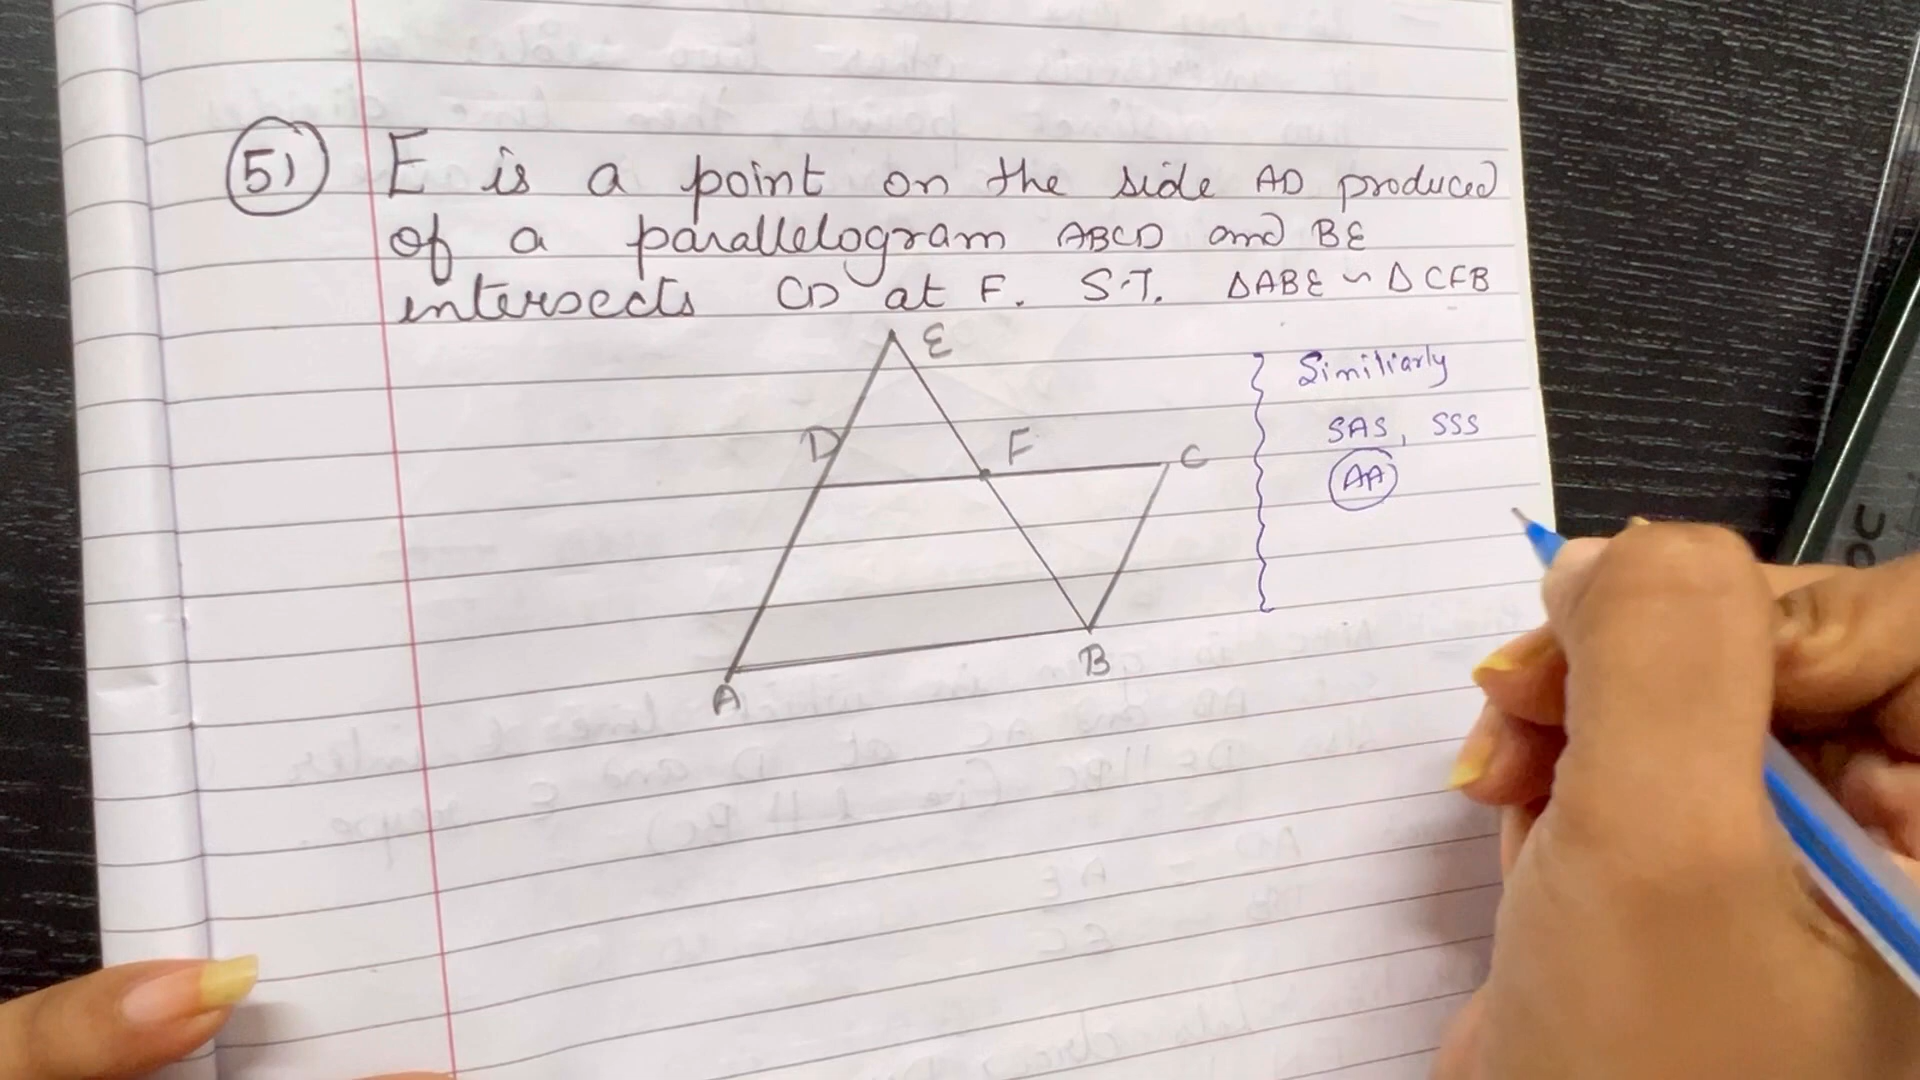 5) E is a point on the side AD produced
of a parallelogram ABCD and BE
intersects CD at F. S.T. ΔABE ~ ΔCFB
E
Similiarly
D
F
C
SAS, SSS
AA
B
A